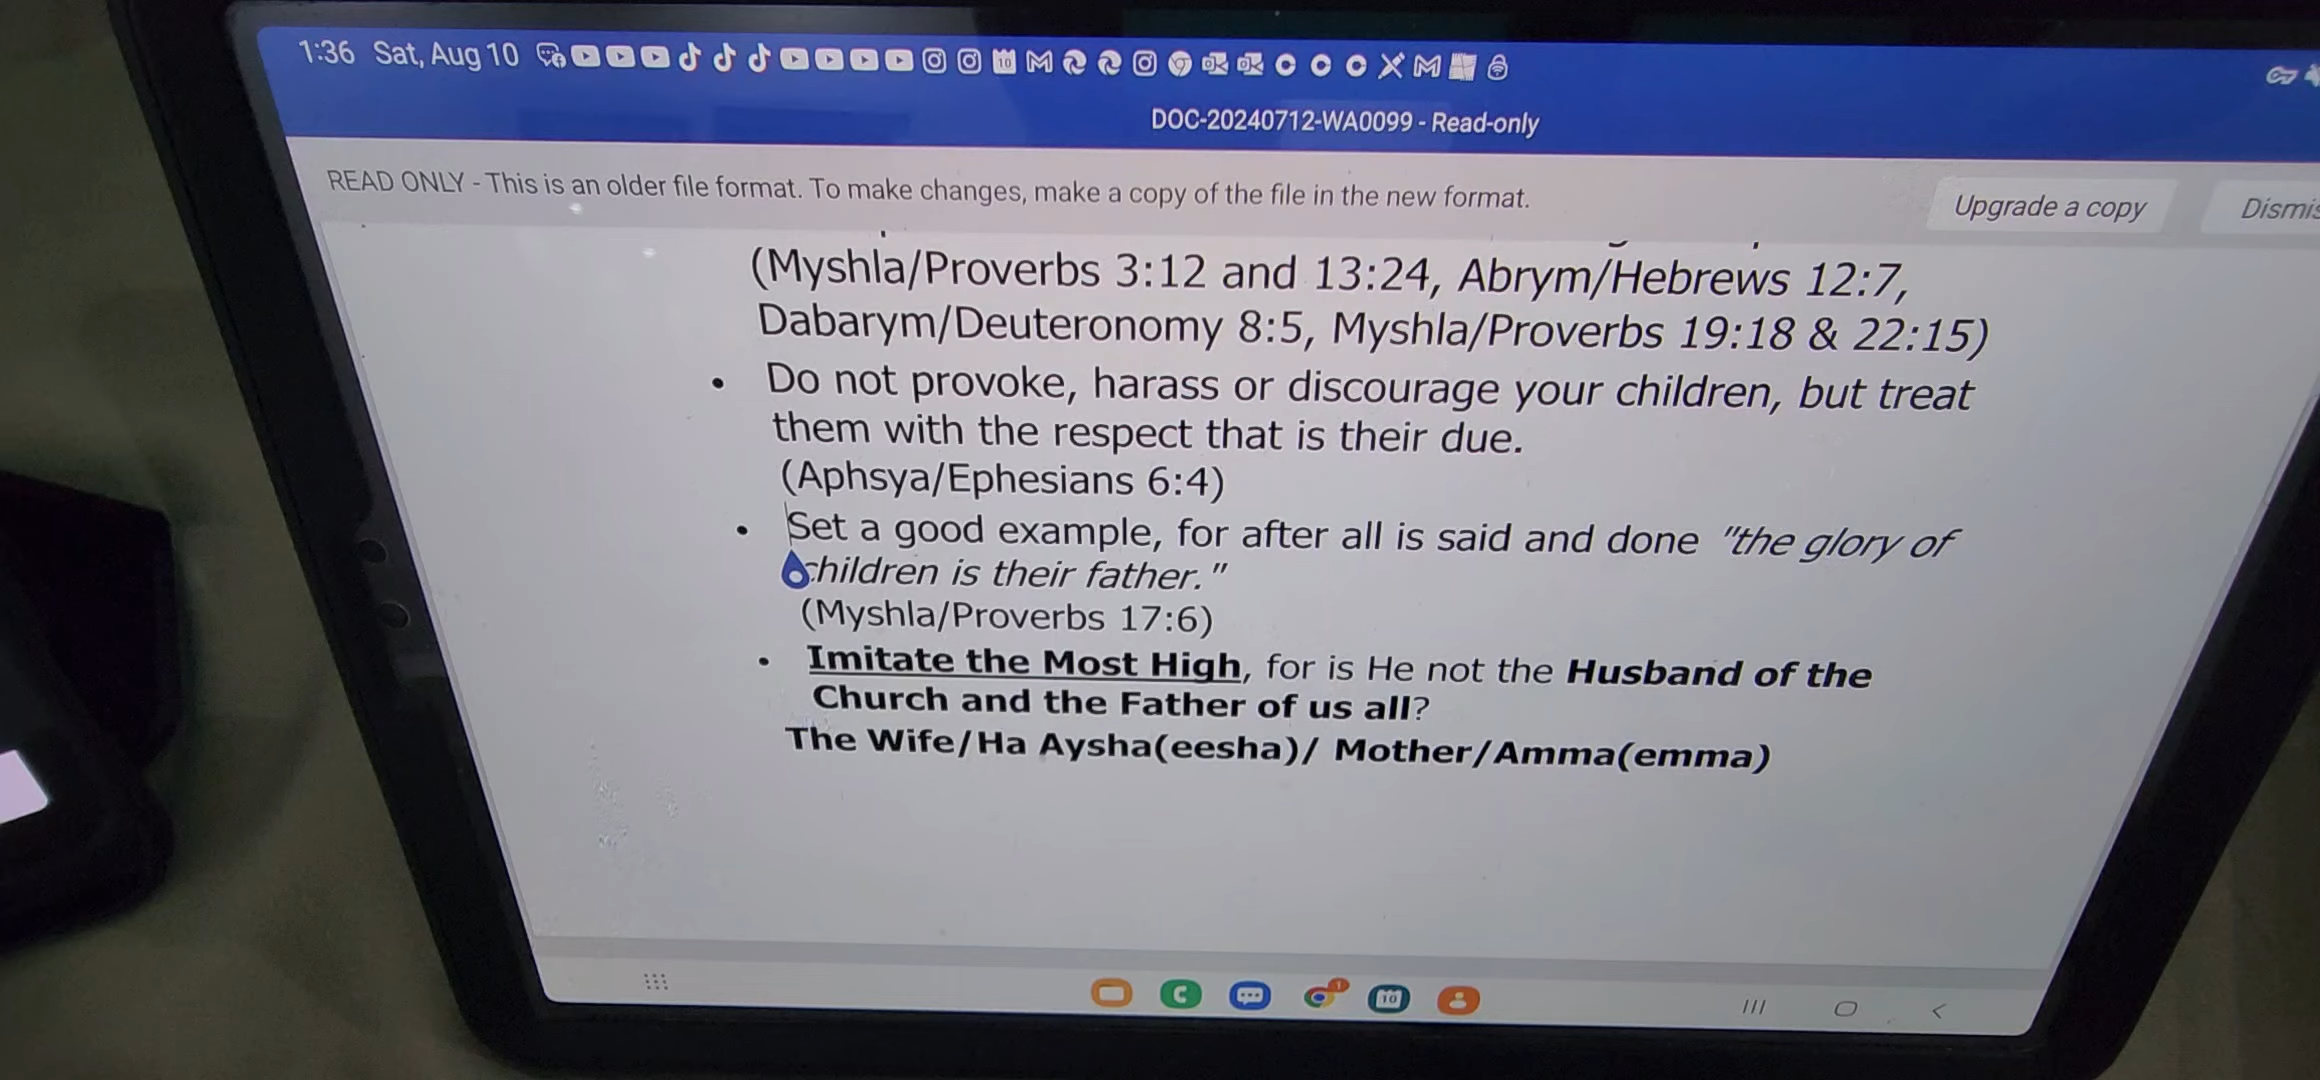 1:36 Sat, Aug 10
DOC-20240712-WA0099 - Read-only
READ ONLY - This is an older file format. To make changes, make a copy of the file in the new format.
Upgrade a copy
(Myshla/Proverbs 3:12 and 13:24, Abrym/Hebrews 12:7,
Dabarym/Deuteronomy 8:5, Myshla/Proverbs 19:18 & 22:15)
• Do not provoke, harass or discourage your children, but treat
them with the respect that is their due.
(Aphsya/Ephesians 6:4)
• Set a good example, for after all is said and done "the glory of
children is their father."
(Myshla/Proverbs 17:6)
• Imitate the Most High, for is He not the Husband of the
Church and the Father of us all?
The Wife/Ha Aysha(eesha)/ Mother/Amma(emma)